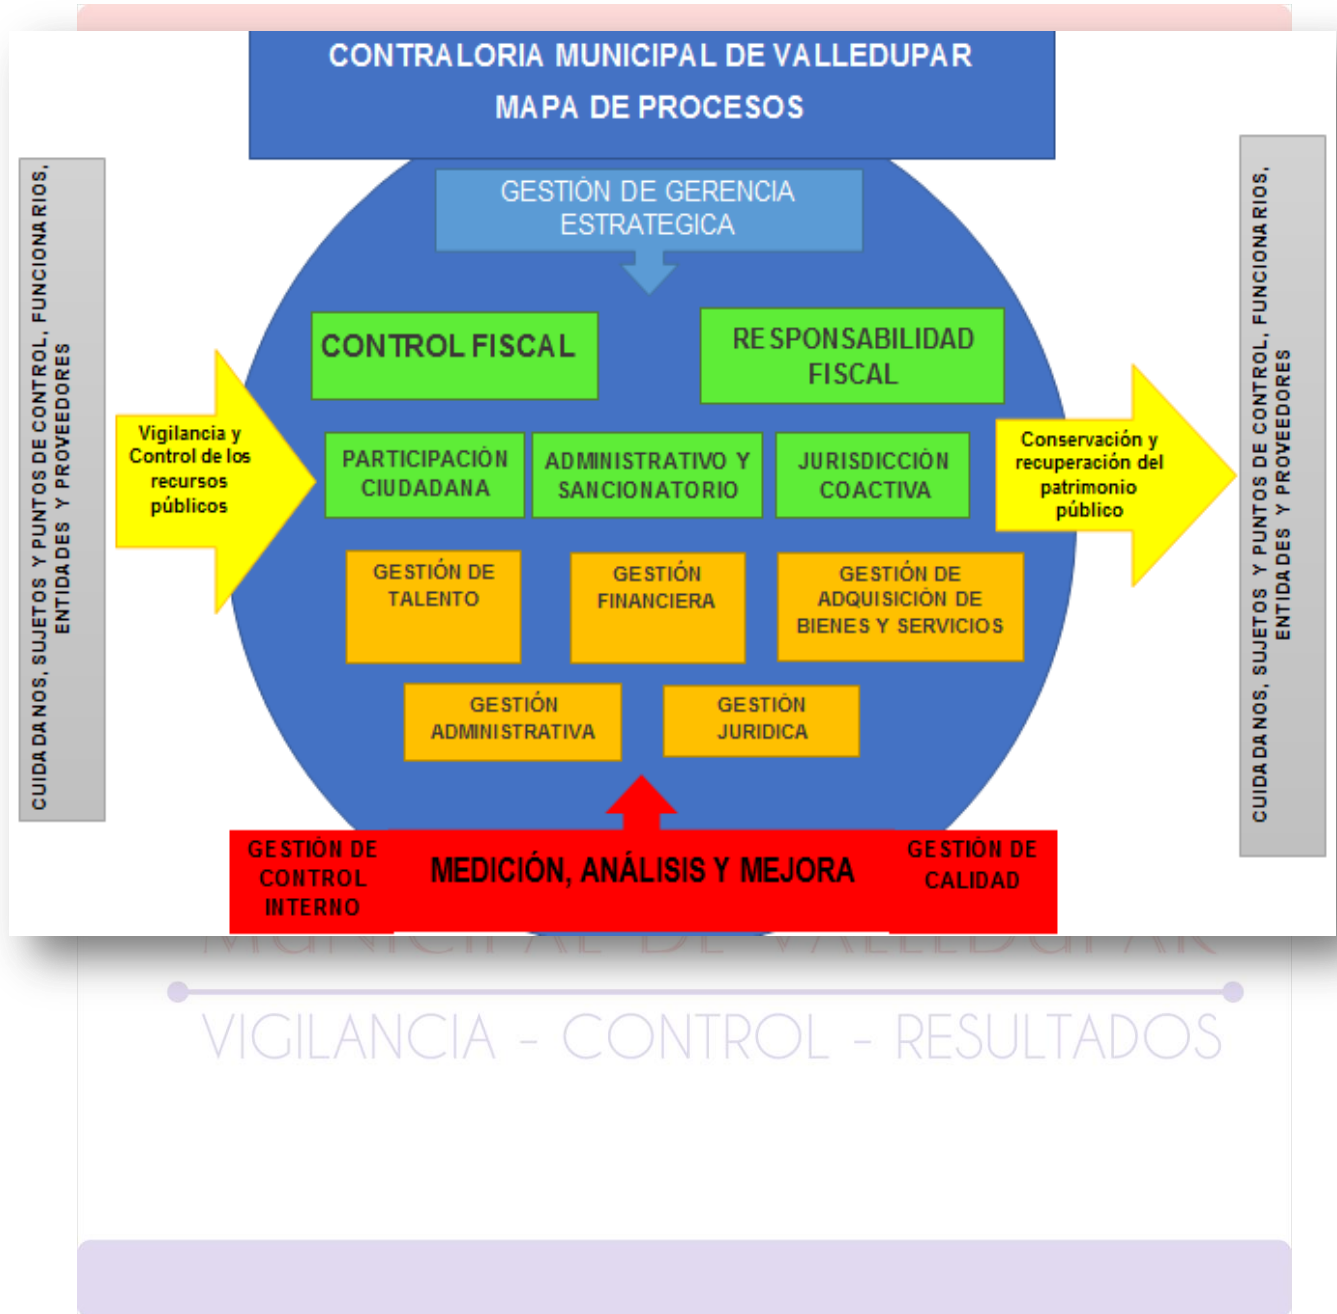 CONTRALORIA MUNICIPAL DE VALLEDUPAR
MAPA DE PROCESOS
CUIDADANOS, SUJETOS Y PUNTOS DE CONTROL, FUNCIONARIOS,
ENTIDADES Y PROVEEDORES
GESTIÓN DE GERENCIA
ESTRATEGICA
CONTROL FISCAL
RESPONSABILIDAD
FISCAL
Vigilancia y
Control de los
recursos
públicos
PARTICIPACIÓN
CIUDADANA
ADMINISTRATIVO Y
SANCIONATORIO
JURISDICCIÓN
COACTIVA
Conservación y
recuperación del
patrimonio
público
GESTIÓN DE
TALENTO
GESTIÓN
FINANCIERA
GESTIÓN DE
ADQUISICIÓN DE
BIENES Y SERVICIOS
GESTIÓN
ADMINISTRATIVA
GESTIÓN
JURIDICA
GESTIÓN DE
CONTROL
INTERNO
MEDICIÓN, ANÁLISIS Y MEJORA
GESTIÓN DE
CALIDAD
CUIDADANOS, SUJETOS Y PUNTOS DE CONTROL, FUNCIONARIOS,
ENTIDADES Y PROVEEDORES
MUNICIPAL DE VALLEDUPAR
VIGILANCIA - CONTROL - RESULTADOS